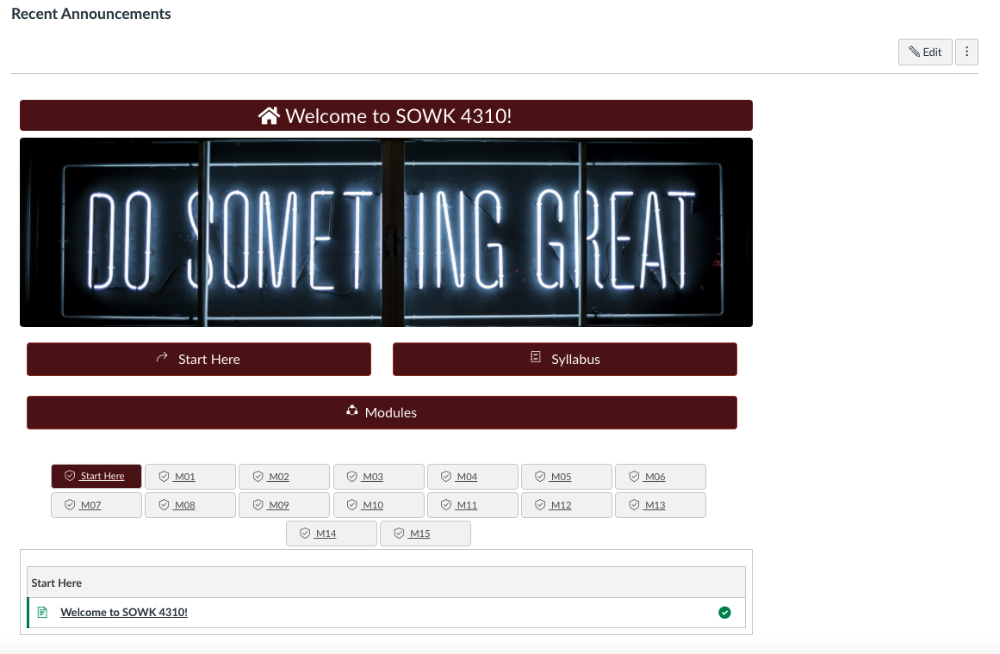 Recent Announcements
Edit
Welcome to SOWK 4310!
DO SOMETHING GREAT
Start Here Syllabus
Modules
Start Here M01 M02 M03 M04 M05 M06
M07 M08 M09 M10 M11 M12 M13
M14 M15
Start Here
Welcome to SOWK 4310!